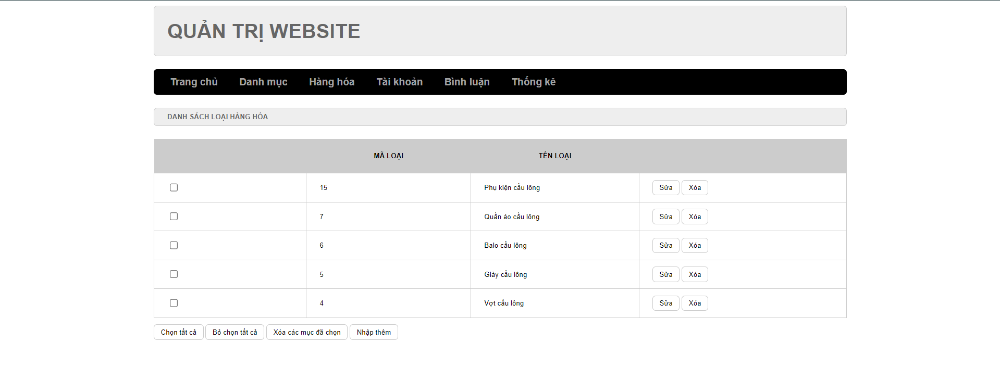 QUẢN TRỊ WEBSITE
Trang chủ Danh mục Hàng hóa Tài khoản Bình luận Thống kê
DANH SÁCH LOẠI HÀNG HÓA
MÃ LOẠI TÊN LOẠI
15 Phụ kiện cầu lông Sửa Xóa
7 Quần áo cầu lông Sửa Xóa
6 Balo cầu lông Sửa Xóa
5 Giày cầu lông Sửa Xóa
4 Vợt cầu lông Sửa Xóa
Chọn tất cả Bỏ chọn tất cả Xóa các mục đã chọn Nhập thêm